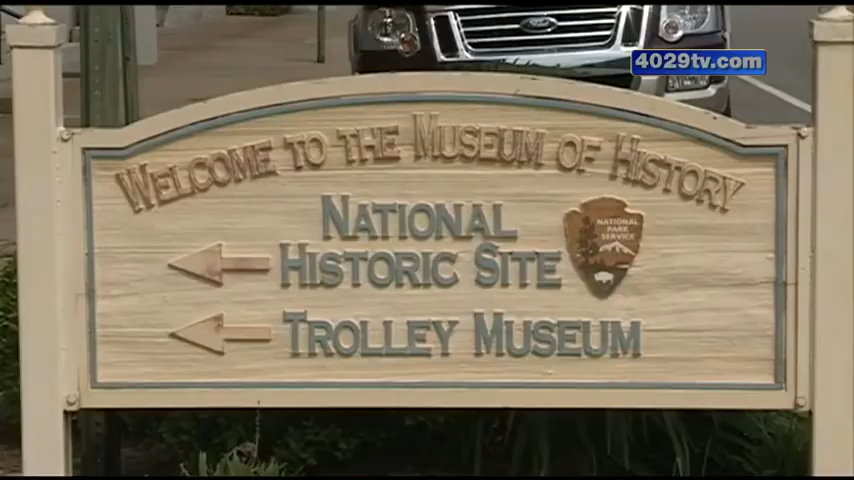 4029tv.com
Ford
WELCOME TO THE MUSEUM OF HISTORY
NATIONAL
HISTORIC SITE
NATIONAL
PARK
SERVICE
TROLLEY MUSEUM